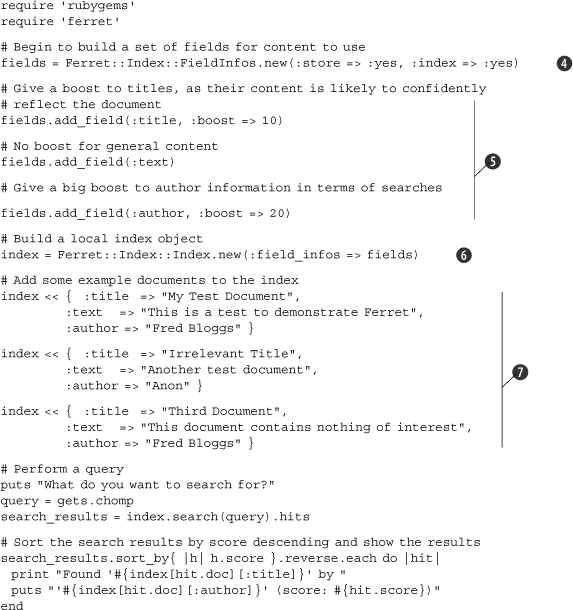 require 'rubygems'
require 'ferret'
# Begin to build a set of fields for content to use
fields = Ferret::Index::FieldInfos.new(:store => :yes, :index => :yes)
4
# Give a boost to titles, as their content is likely to confidently
# reflect the document
fields.add_field(:title, :boost => 10)
# No boost for general content
fields.add_field(:text)
5
# Give a big boost to author information in terms of searches
fields.add_field(:author, :boost => 20)
# Build a local index object
index = Ferret::Index::Index.new(:field_infos => fields)
6
# Add some example documents to the index
index << { :title => "My Test Document",
:text => "This is a test to demonstrate Ferret",
:author => "Fred Bloggs" }
index << { :title => "Irrelevant Title",
:text => "Another test document",
:author => "Anon" }
7
index << { :title => "Third Document",
:text => "This document contains nothing of interest",
:author => "Fred Bloggs" }
# Perform a query
puts "What do you want to search for?"
query = gets.chomp
search_results = index.search(query).hits
# Sort the search results by score descending and show the results
search_results.sort_by{ |h| h.score }.reverse.each do |hit|
print "Found '#{index[hit.doc][:title]}' by "
puts "'#{index[hit.doc][:author]}' (score: #{hit.score})"
end